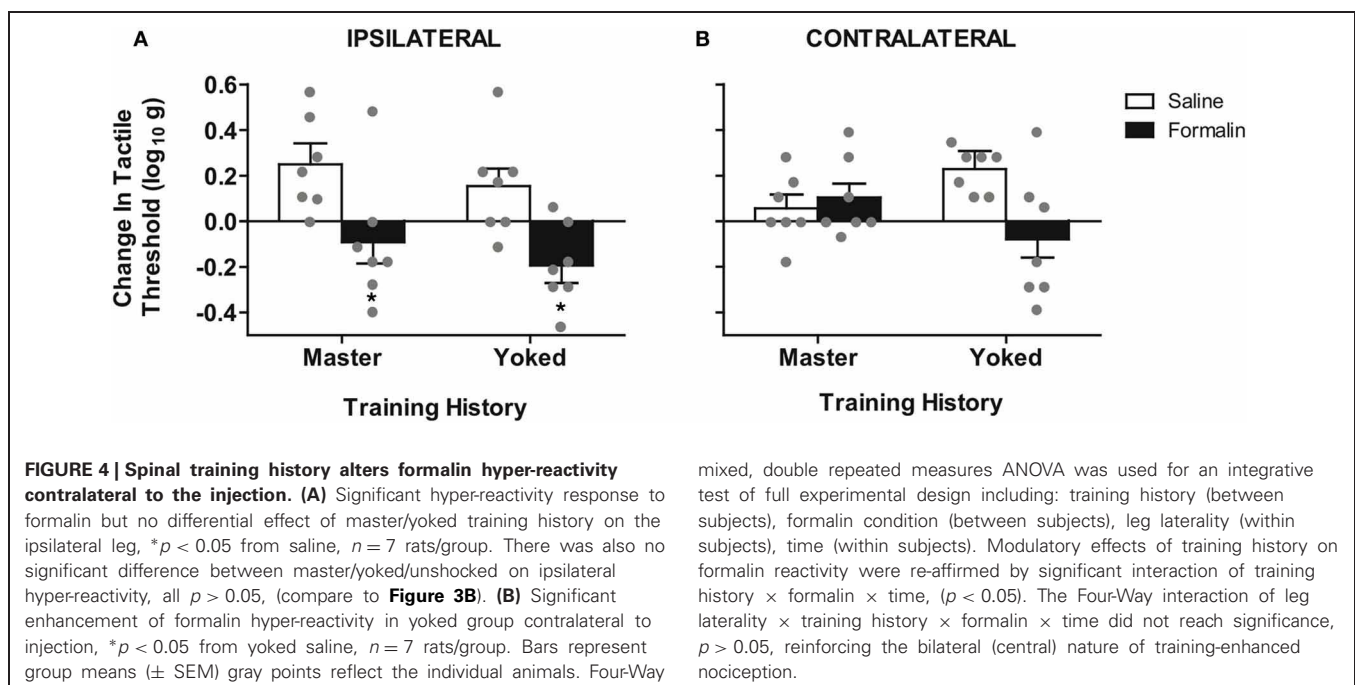 A
IPSILATERAL
B
CONTRALATERAL
Change In Tactile
Threshold (log10 g)
0.6
0.4
0.2
0.0
-0.2
-0.4
*
*
Master
Yoked
Training History
Master
Yoked
Training History
Saline
Formalin
FIGURE 4 | Spinal training history alters formalin hyper-reactivity
contralateral to the injection. (A) Significant hyper-reactivity response to
formalin but no differential effect of master/yoked training history on the
ipsilateral leg, *p < 0.05 from saline, n = 7 rats/group. There was also no
significant difference between master/yoked/unshocked on ipsilateral
hyper-reactivity, all p > 0.05, (compare to Figure 3B). (B) Significant
enhancement of formalin hyper-reactivity in yoked group contralateral to
injection, *p < 0.05 from yoked saline, n = 7 rats/group. Bars represent
group means (± SEM) gray points reflect the individual animals. Four-Way
mixed, double repeated measures ANOVA was used for an integrative
test of full experimental design including: training history (between
subjects), formalin condition (between subjects), leg laterality (within
subjects), time (within subjects). Modulatory effects of training history on
formalin reactivity were re-affirmed by significant interaction of training
history × formalin × time, (p < 0.05). The Four-Way interaction of leg
laterality × training history × formalin × time did not reach significance,
p > 0.05, reinforcing the bilateral (central) nature of training-enhanced
nociception.